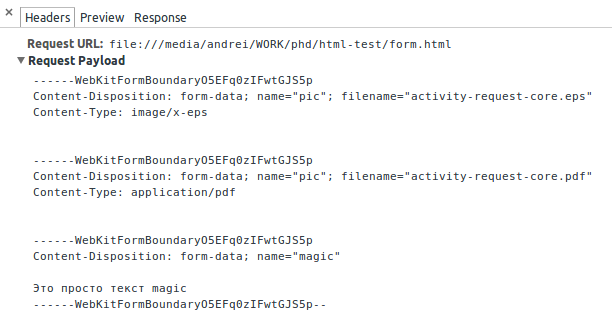 × Headers Preview Response
Request URL: file:///media/andrei/WORK/phd/html-test/form.html
▼ Request Payload
------WebKitFormBoundaryO5EFq0zIFwtGJS5p
Content-Disposition: form-data; name="pic"; filename="activity-request-core.eps"
Content-Type: image/x-eps
------WebKitFormBoundaryO5EFq0zIFwtGJS5p
Content-Disposition: form-data; name="pic"; filename="activity-request-core.pdf"
Content-Type: application/pdf
------WebKitFormBoundaryO5EFq0zIFwtGJS5p
Content-Disposition: form-data; name="magic"
Это просто текст magic
------WebKitFormBoundaryO5EFq0zIFwtGJS5p--